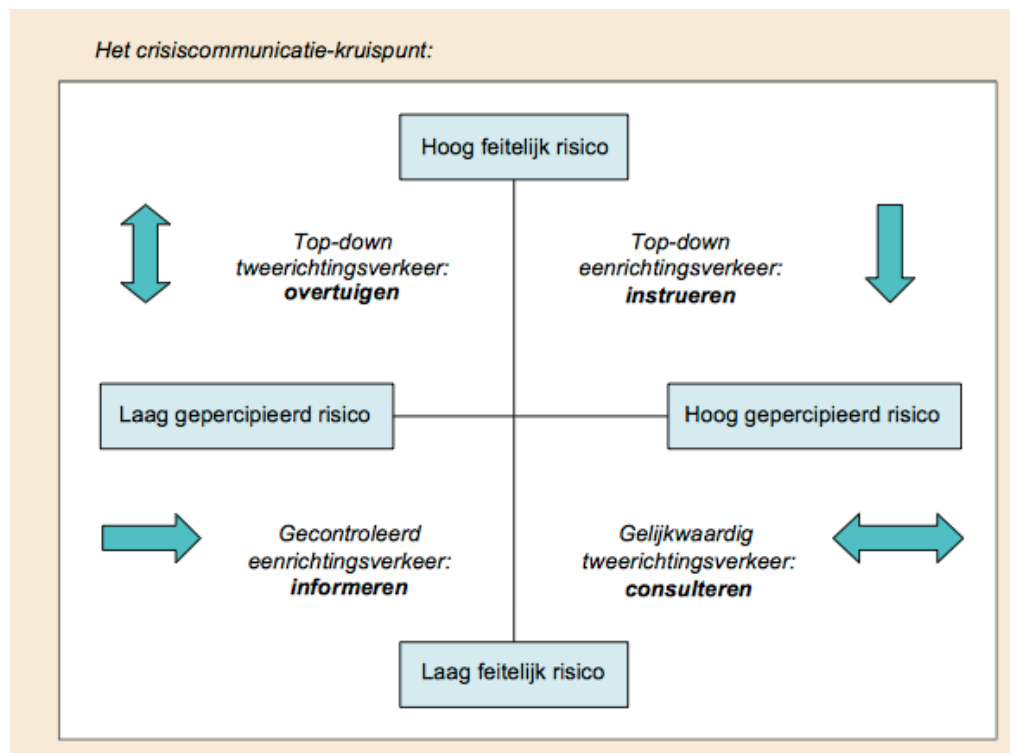 Het crisiscommunicatie-kruispunt:
Hoog feitelijk risico
Top-down
tweerichtingsverkeer:
overtuigen
Top-down
eenrichtingsverkeer:
instrueren
Laag gepercipieerd risico
Hoog gepercipieerd risico
Gecontroleerd
eenrichtingsverkeer:
informeren
Gelijkwaardig
tweerichtingsverkeer:
consulteren
Laag feitelijk risico